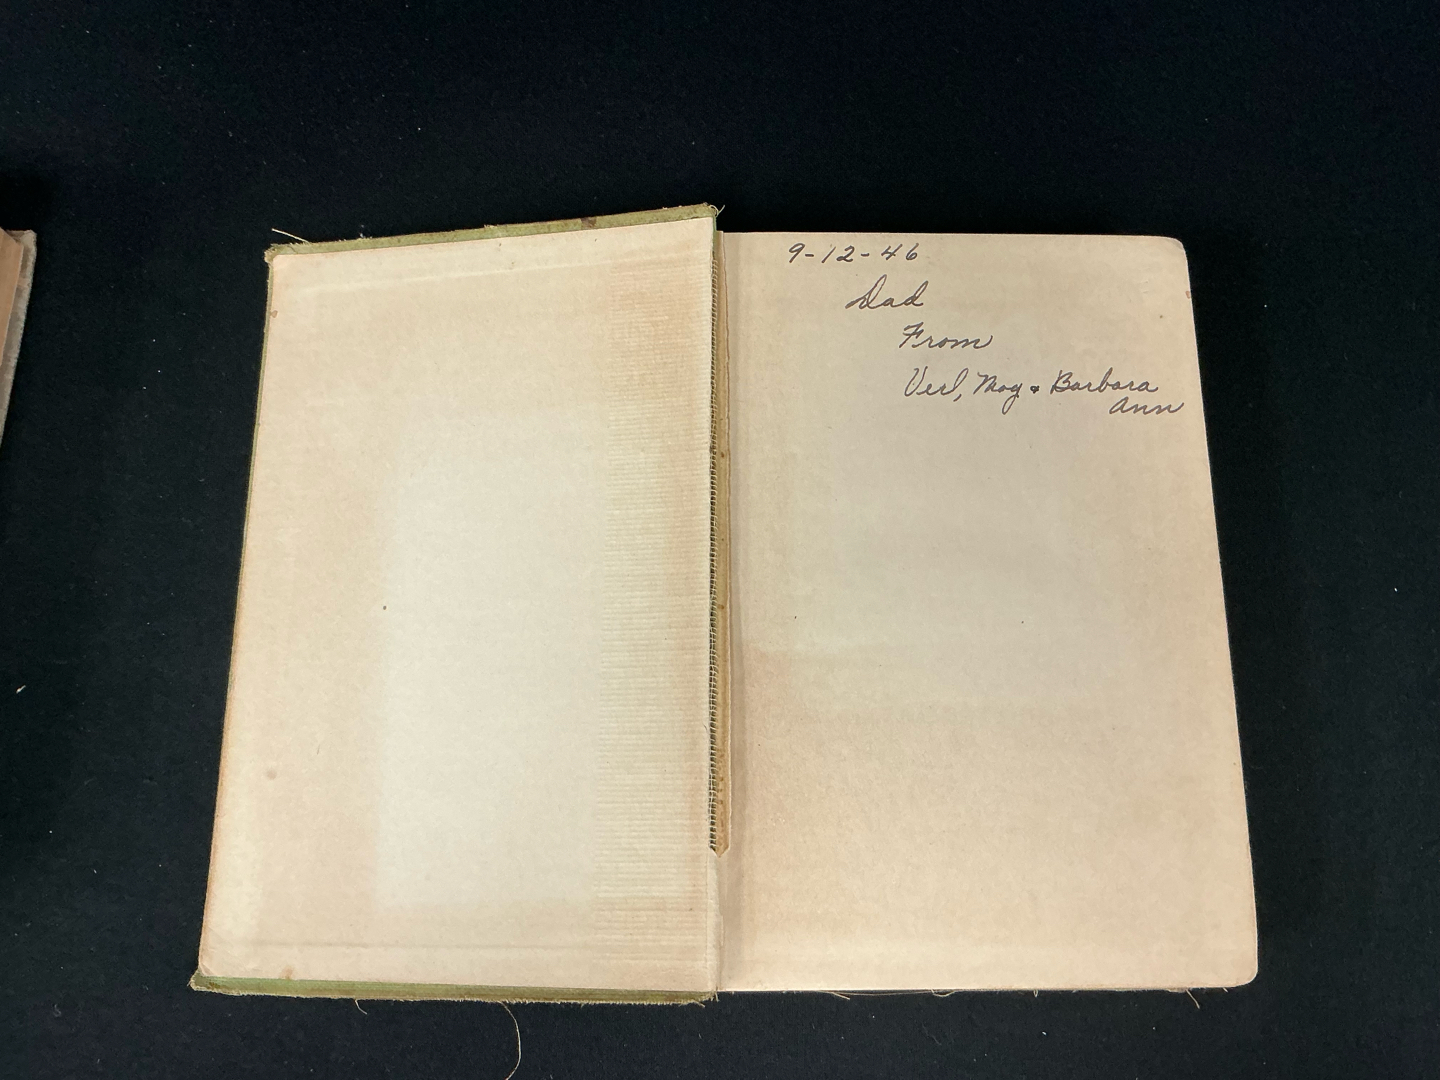 9-12-46
Dad
From
Verl, Mog & Barbara
Ann